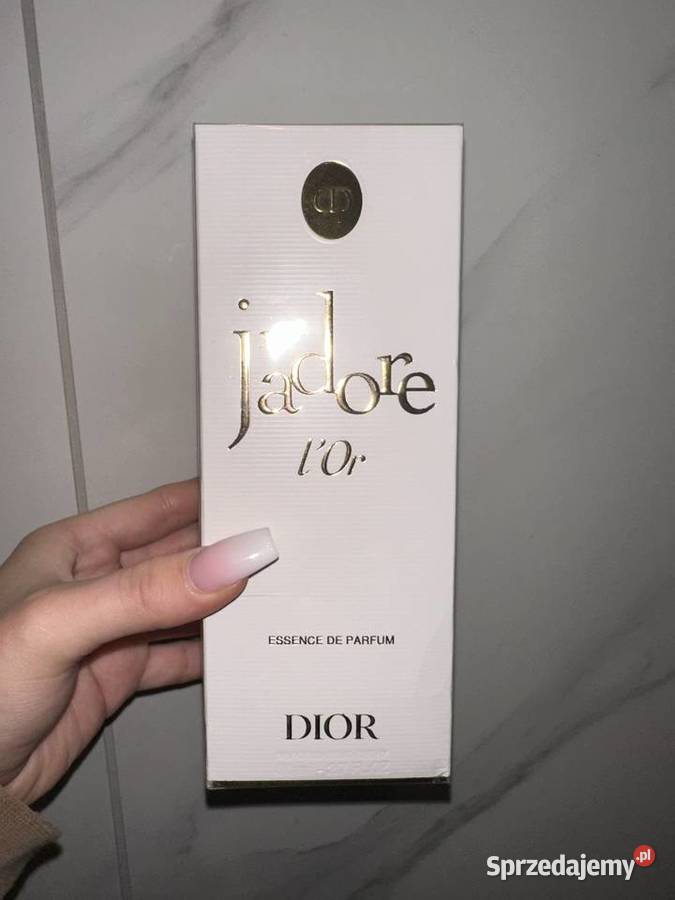 CD
j'adore
l'Or
ESSENCE DE PARFUM
DIOR
Sprzedajemy.pl